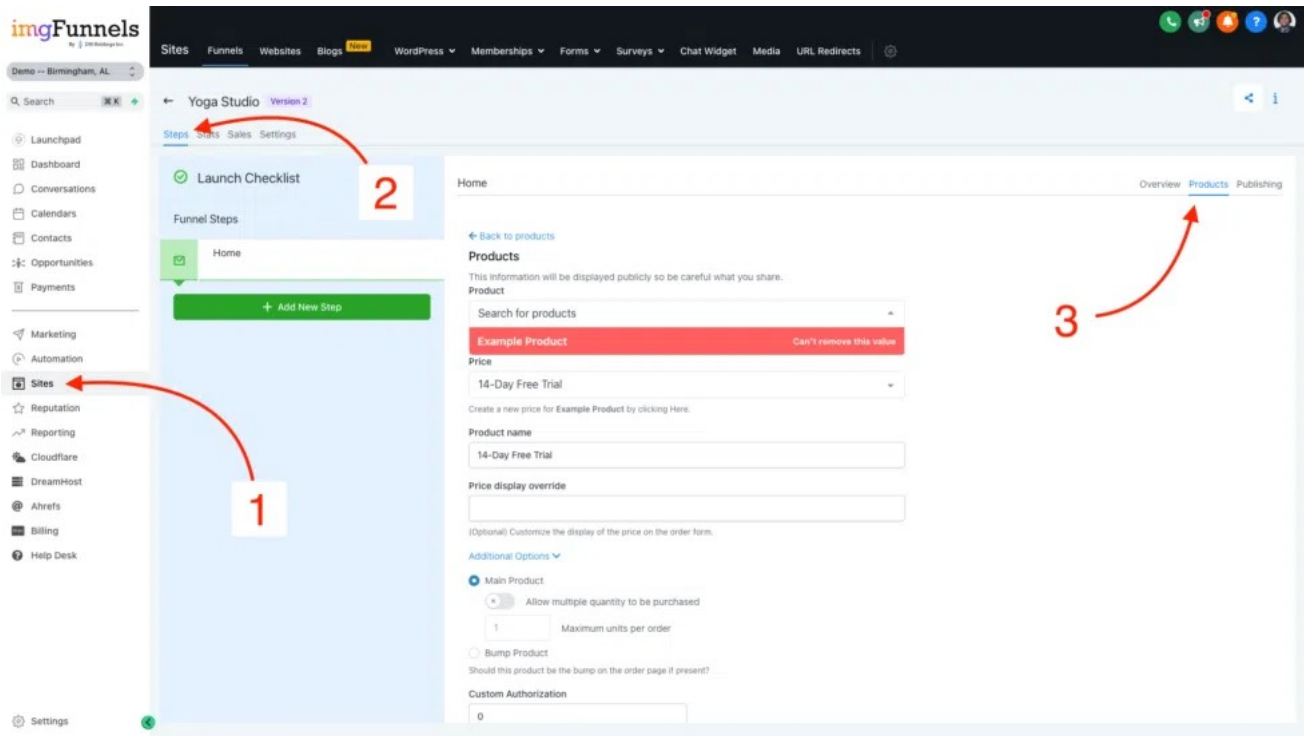 imgFunnels
Demo -- Birmingham, AL
Search ⌘K
Launchpad
Dashboard
Conversations
Calendars
Contacts
Opportunities
Payments
Marketing
Automation
Sites
Reputation
Reporting
Cloudflare
DreamHost
Ahrefs
Billing
Help Desk
Settings
Sites Funnels Websites Blogs New WordPress Memberships Forms Surveys Chat Widget Media URL Redirects
Yoga Studio Version 2
Steps Stats Sales Settings
Launch Checklist
Funnel Steps
Home
+ Add New Step
Home
Overview Products Publishing
Back to products
Products
This information will be displayed publicly so be careful what you share.
Product
Search for products
Example Product Can't remove this value
Price
14-Day Free Trial
Create a new price for Example Product by clicking Here.
Product name
14-Day Free Trial
Price display override
(Optional) Customize the display of the price on the order form.
Additional Options
Main Product
Allow multiple quantity to be purchased
1 Maximum units per order
Bump Product
Should this product be the bump on the order page if present?
Custom Authorization
0
1
2
3